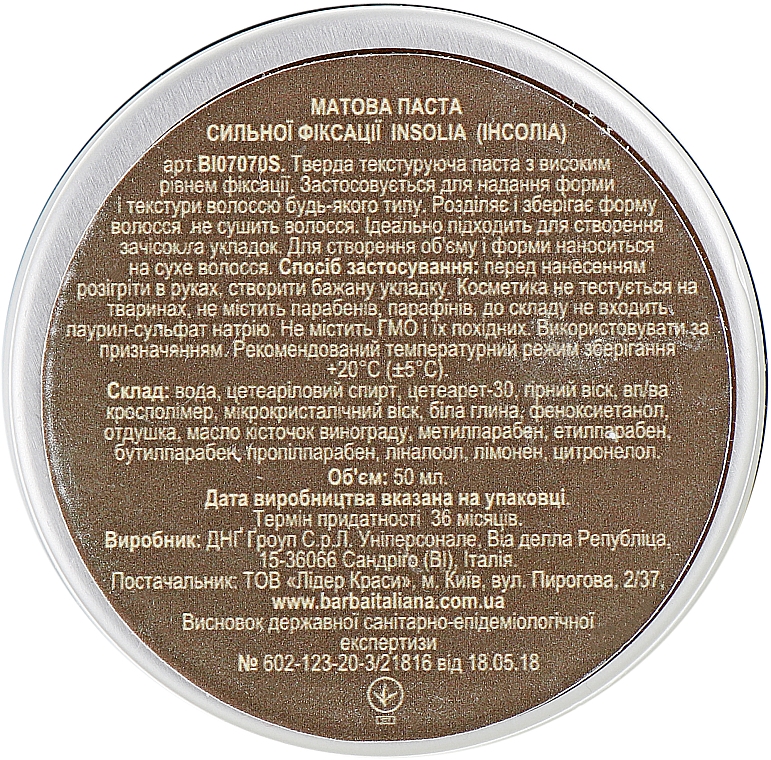 МАТОВА ПАСТА
СИЛЬНОЇ ФІКСАЦІЇ INSOLIA (ІНСОЛІА)
арт.BI07070S. Тверда текстуруюча паста з високим
рівнем фіксації. Застосовується для надання форми
і текстури волоссю будь-якого типу. Розділяє і зберігає форму
волосся не сушить волосся. Ідеально підходить для створення
зачісок/га укладок. Для створення об'єму і форми наноситься
на сухе волосся. Спосіб застосування: перед нанесенням
розігріти в руках, створити бажану укладку. Косметика не тестується на
тваринах, не містить парабенів, парафінів, до складу не входить
лаурил-сульфат натрію. Не містить ГМО і їх похідних. Використовувати за
призначенням. Рекомендований температурний режим зберігання
+20°С (±5°С).
Склад: вода, цетеаріловий спирт, цетеарет-30, гірний віск, вп/ва
кросполімер, мікрокристалічний віск, біла глина, феноксиетанол,
отдушка, масло кісточок винограду, метилпарабен, етилпарабен,
бутилпарабек, пропілпарабен, ліналоол, лімонен, цитронелол.
Об'єм: 50 мл.
Дата виробництва вказана на упаковці.
Термін придатності 36 місяців.
Виробник: ДНҐ Ґроуп С.р.Л. Уніперсонале, Віа делла Републіца,
15-36066 Сандріґо (ВІ), Італія
Постачальник: ТОВ «Лідер Краси», м. Київ, вул. Пирогова, 2/37,
www.barbaitaliana.com.ua
Висновок державної санітарно-епідеміологічної
експертизи
№ 602-123-20-3/21816 від 18.05.18